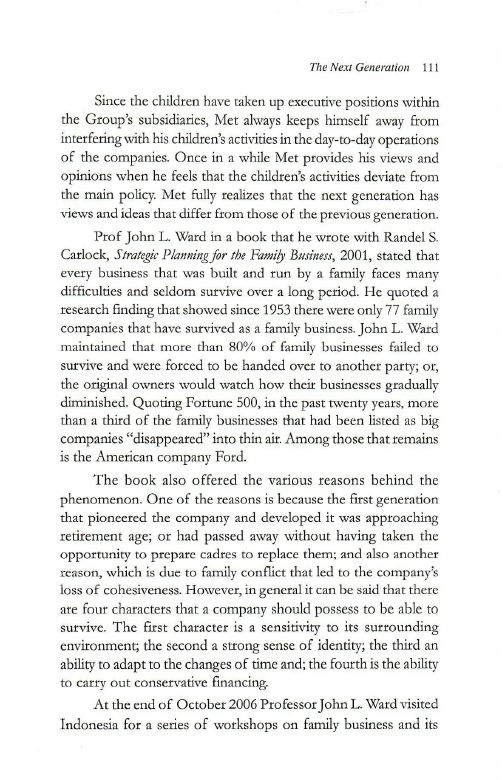 The Next Generation 111
Since the children have taken up executive positions within
the Group's subsidiaries, Met always keeps himself away from
interfering with his children's activities in the day-to-day operations
of the companies. Once in a while Met provides his views and
opinions when he feels that the children's activities deviate from
the main policy. Met fully realizes that the next generation has
views and ideas that differ from those of the previous generation.
Prof John L. Ward in a book that he wrote with Randel S.
Carlock, Strategic Planning for the Family Business, 2001, stated that
every business that was built and run by a family faces many
difficulties and seldom survive over a long period. He quoted a
research finding that showed since 1953 there were only 77 family
companies that have survived as a family business. John L. Ward
maintained that more than 80% of family businesses failed to
survive and were forced to be handed over to another party; or,
the original owners would watch how their businesses gradually
diminished. Quoting Fortune 500, in the past twenty years, more
than a third of the family businesses that had been listed as big
companies “disappeared” into thin air. Among those that remains
is the American company Ford.
The book also offered the various reasons behind the
phenomenon. One of the reasons is because the first generation
that pioneered the company and developed it was approaching
retirement age; or had passed away without having taken the
opportunity to prepare cadres to replace them; and also another
reason, which is due to family conflict that led to the company's
loss of cohesiveness. However, in general it can be said that there
are four characters that a company should possess to be able to
survive. The first character is a sensitivity to its surrounding
environment; the second a strong sense of identity; the third an
ability to adapt to the changes of time and; the fourth is the ability
to carry out conservative financing.
At the end of October 2006 Professor John L. Ward visited
Indonesia for a series of workshops on family business and its